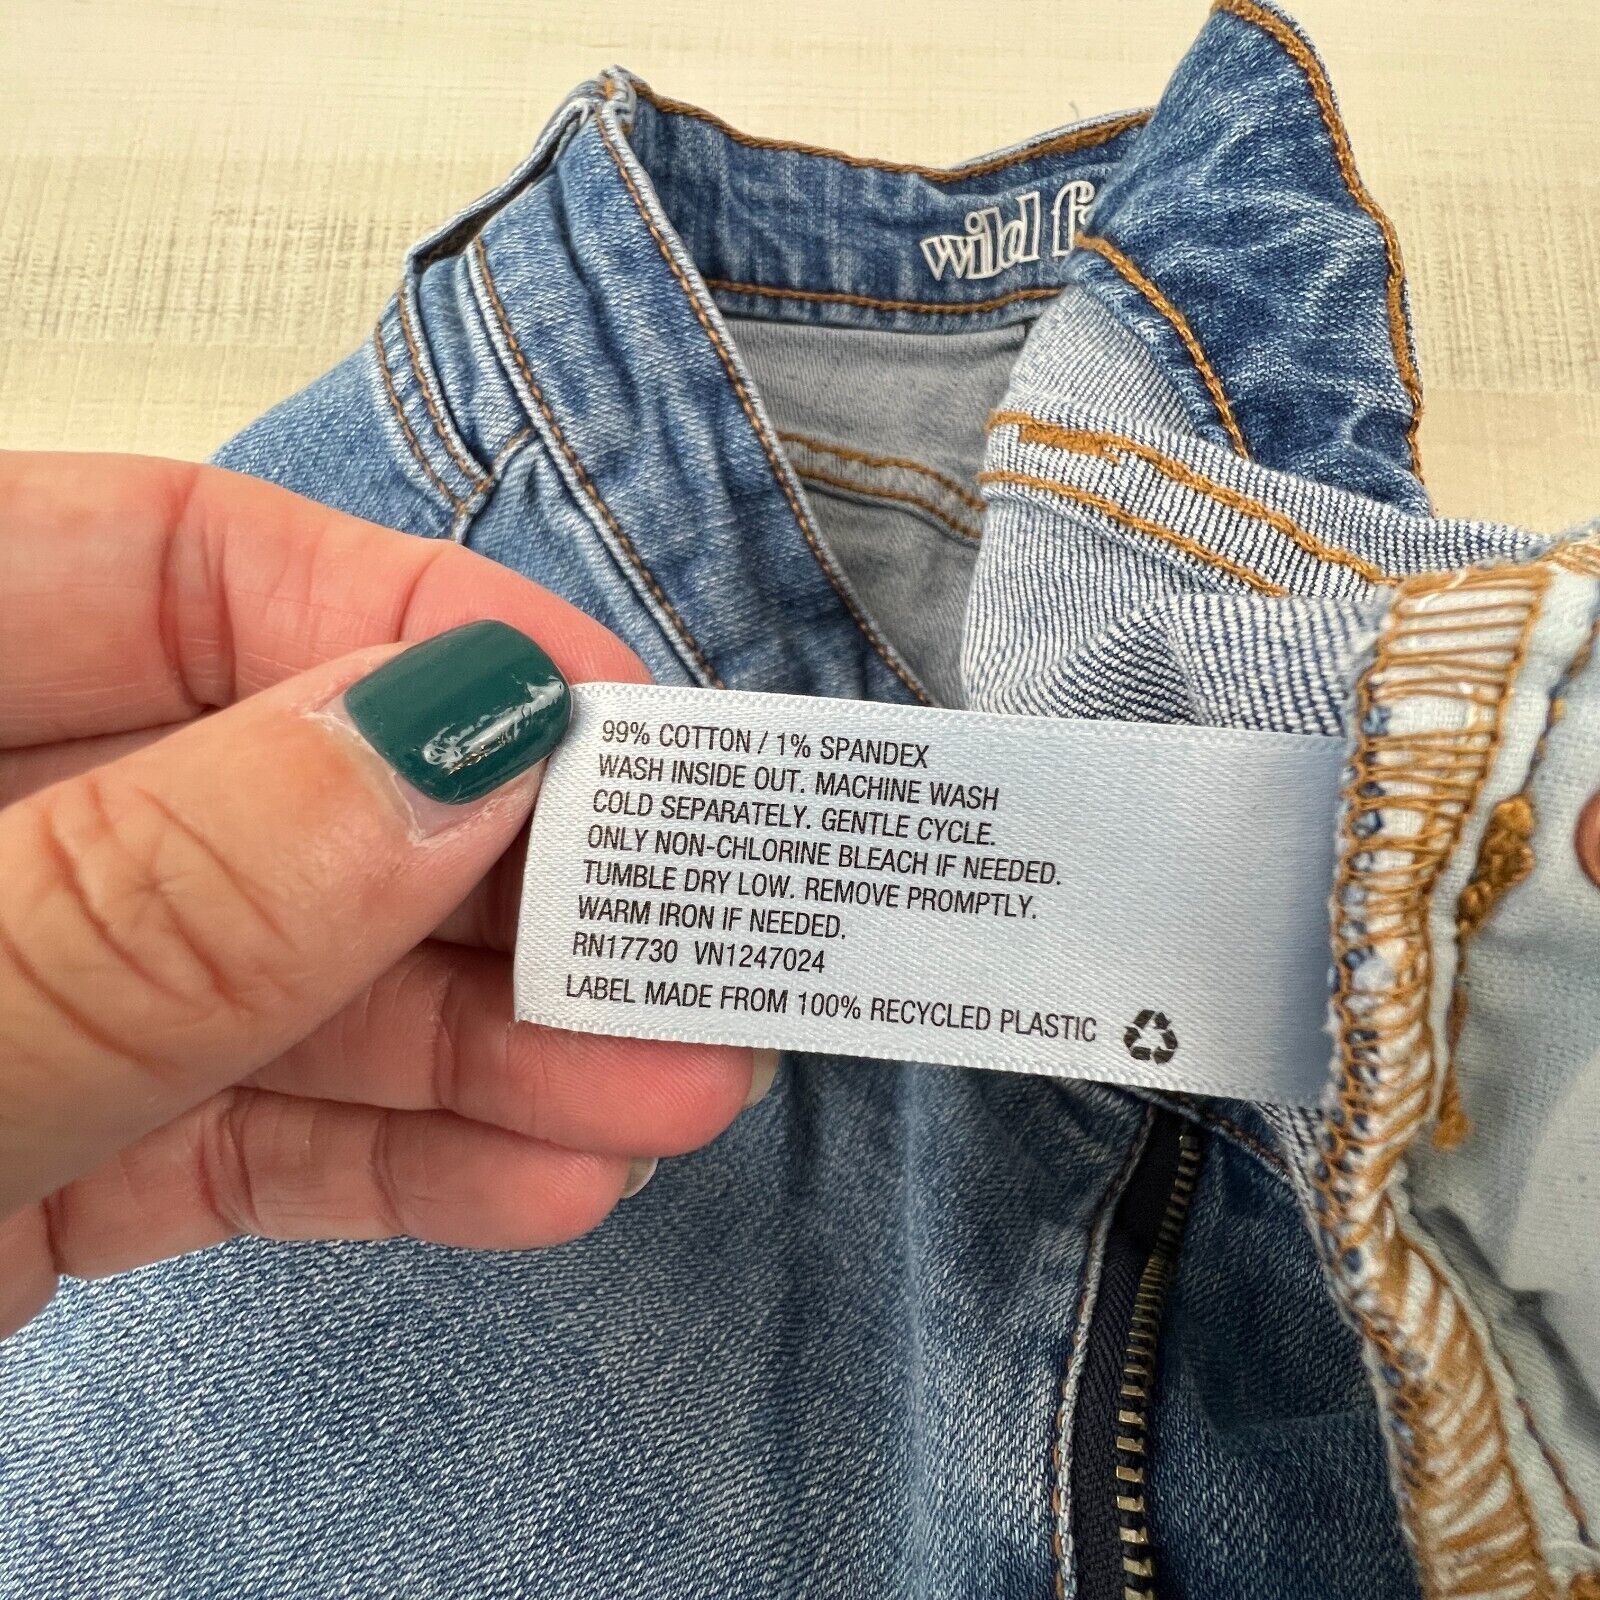 wild
99% COTTON / 1% SPANDEX
WASH INSIDE OUT. MACHINE WASH
COLD SEPARATELY. GENTLE CYCLE.
ONLY NON-CHLORINE BLEACH IF NEEDED.
TUMBLE DRY LOW. REMOVE PROMPTLY.
WARM IRON IF NEEDED.
RN17730 VN1247024
LABEL MADE FROM 100% RECYCLED PLASTIC